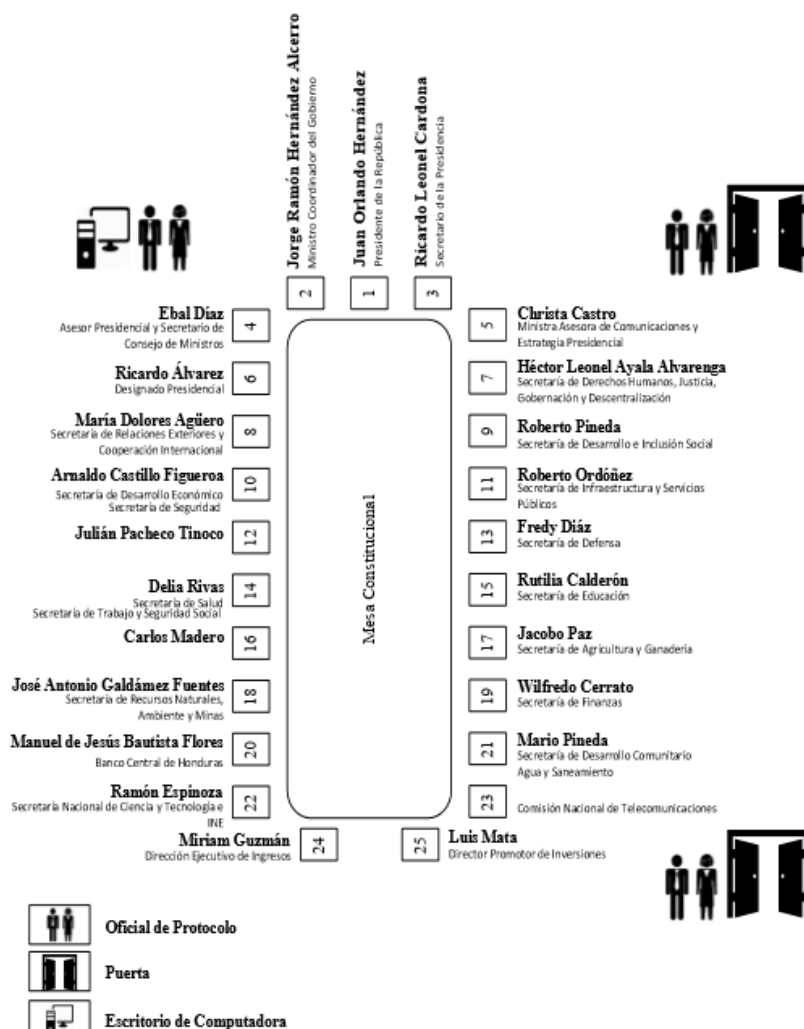 Jorge Ramón Hernández Alcerro
Ministro Coordinador del Gobierno
Juan Orlando Hernández
Presidente de la República
Ricardo Leonel Cardona
Secretario de la Presidencia
2
1
3
Ebal Díaz
Asesor Presidencial y Secretario de
Consejo de Ministros
4
5
Christa Castro
Ministra Asesora de Comunicaciones y
Estrategia Presidencial
Ricardo Álvarez
Designado Presidencial
6
7
Héctor Leonel Ayala Alvarenga
Secretaría de Derechos Humanos, Justicia,
Gobernación y Descentralización
María Dolores Agüero
Secretaría de Relaciones Exteriores y
Cooperación Internacional
8
9
Roberto Pineda
Secretaría de Desarrollo e Inclusión Social
Arnaldo Castillo Figueroa
Secretaría de Desarrollo Económico
Secretaría de Seguridad
10
11
Roberto Ordóñez
Secretaría de Infraestructura y Servicios
Públicos
Julián Pacheco Tinoco
12
13
Fredy Diáz
Secretaría de Defensa
Mesa Constitucional
Delia Rivas
Secretaría de Salud
Secretaría de Trabajo y Seguridad Social
14
15
Rutilia Calderón
Secretaría de Educación
Carlos Madero
16
17
Jacobo Paz
Secretaría de Agricultura y Ganadería
José Antonio Galdámez Fuentes
Secretaría de Recursos Naturales,
Ambiente y Minas
18
19
Wilfredo Cerrato
Secretaría de Finanzas
Manuel de Jesús Bautista Flores
Banco Central de Honduras
20
21
Mario Pineda
Secretaría de Desarrollo Comunitario
Agua y Saneamiento
Ramón Espinoza
Secretaría Nacional de Ciencia y Tecnología e
INE
22
23
Comisión Nacional de Telecomunicaciones
Miriam Guzmán
Dirección Ejecutivo de Ingresos
24
25
Luis Mata
Director Promotor de Inversiones
Oficial de Protocolo
Puerta
Escritorio de Computadora